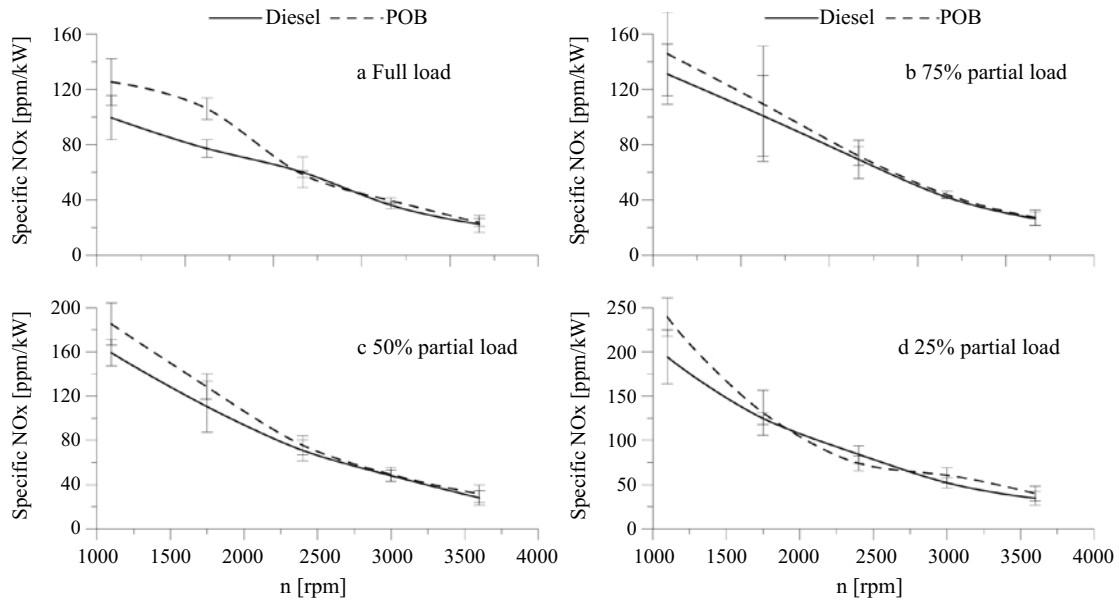 Diesel POB
160
120
80
40
0
Specific NOx [ppm/kW]
a Full load
Diesel POB
160
120
80
40
0
Specific NOx [ppm/kW]
b 75% partial load
200
160
120
80
40
0
Specific NOx [ppm/kW]
c 50% partial load
1000 1500 2000 2500 3000 3500 4000
n [rpm]
250
200
150
100
50
0
Specific NOx [ppm/kW]
d 25% partial load
1000 1500 2000 2500 3000 3500 4000
n [rpm]